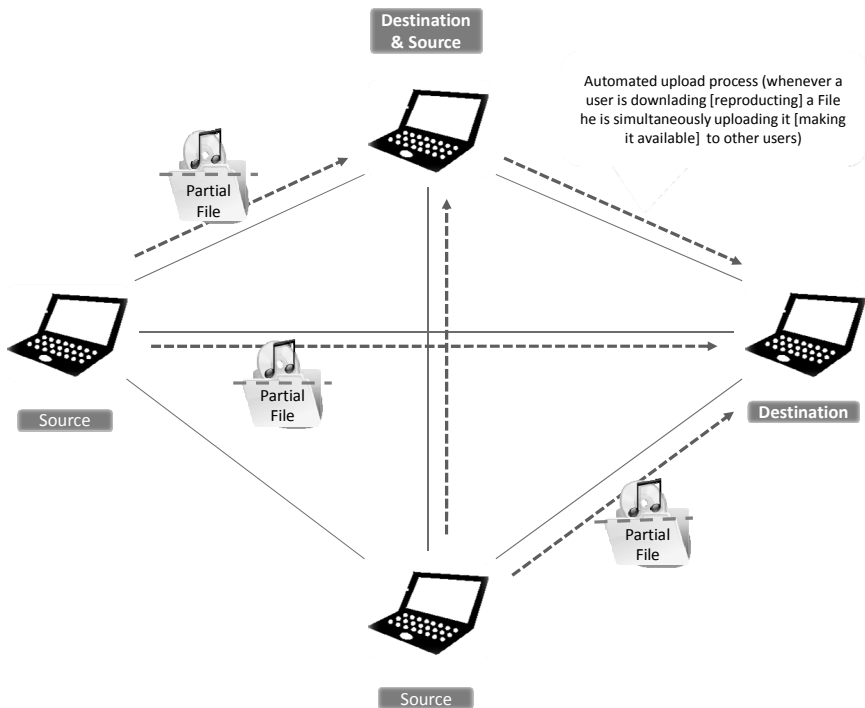 Destination
& Source
Automated upload process (whenever a
user is downlading [reproducting] a File
he is simultaneously uploading it [making
it available] to other users)
Partial
File
Partial
File
Source
Destination
Partial
File
Source